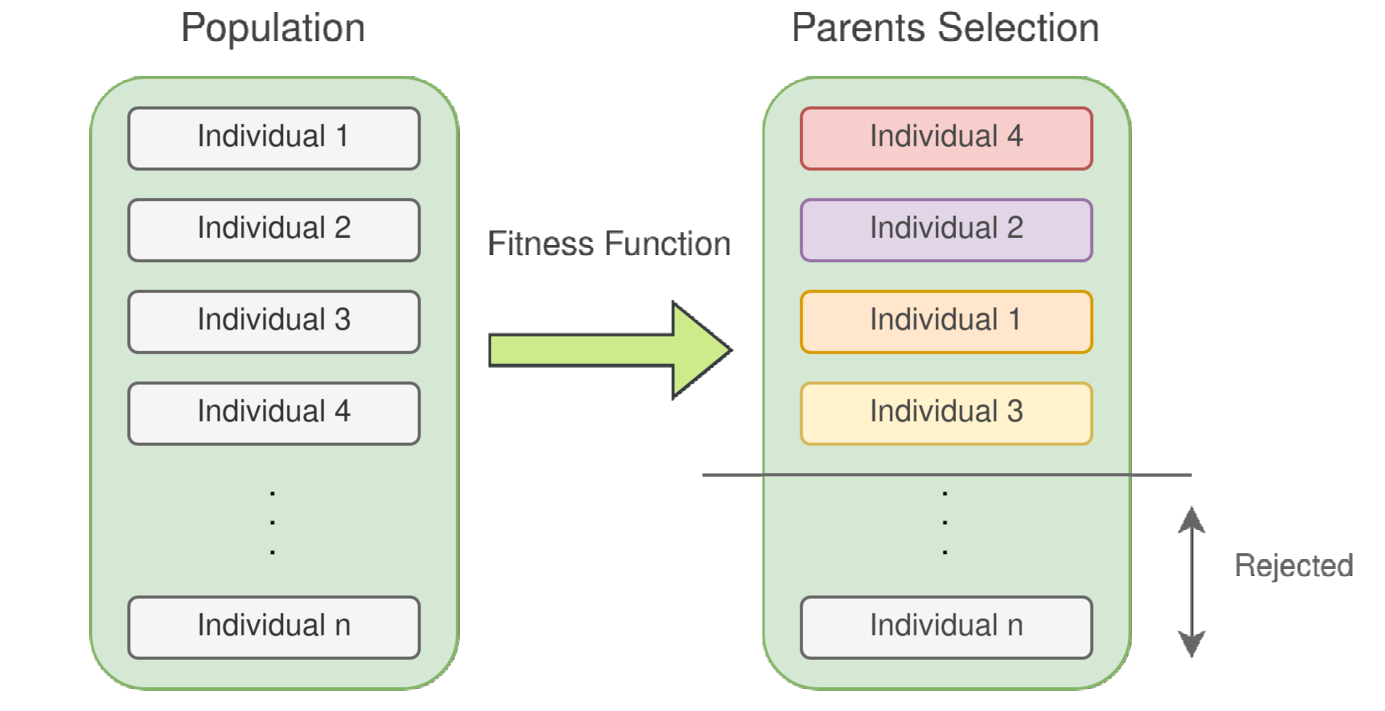 Population
Parents Selection
Individual 1
Individual 2
Individual 3
Individual 4
.
.
.
Individual n
Fitness Function
Individual 4
Individual 2
Individual 1
Individual 3
.
.
.
Individual n
Rejected